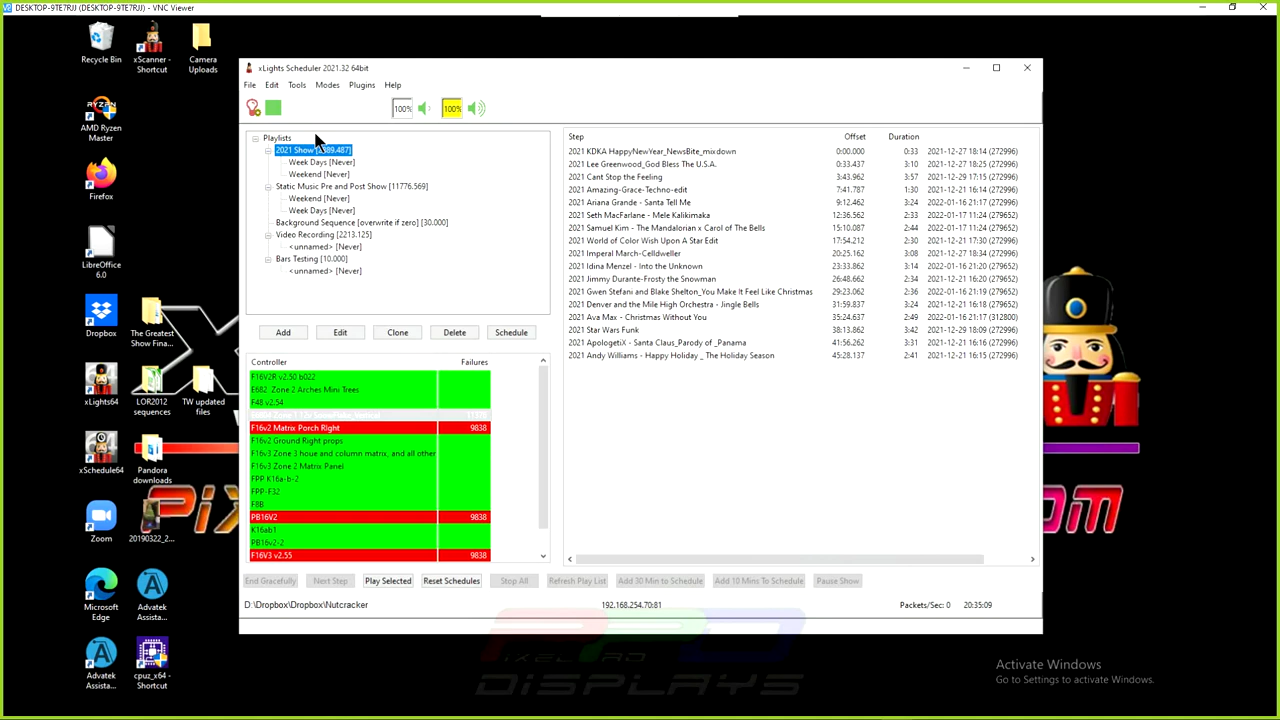 DESKTOP-9TE7RJJ (DESKTOP-9TE7RJJ) - VNC Viewer
Recycle Bin
xScanner - Shortcut
Camera Uploads
AMD Ryzen Master
Firefox
LibreOffice 6.0
Dropbox
The Greatest Show Fina...
xLights64
LOR2012 sequences
TW updated files
xSchedule64
Pandora downloads
Zoom
20190322_2...
Microsoft Edge
Advatek Assista...
Advatek Assista...
cpuz_x64 - Shortcut
xLights Scheduler 2021.32 64bit
File Edit Tools Modes Plugins Help
100% 100%
Playlists
2021 Show
Week Days [Never]
Weekend [Never]
Static Music Pre and Post Show [11776.569]
Weekend [Never]
Week Days [Never]
Background Sequence [overwrite if zero] [30.000]
Video Recording [2213.125]
<unnamed> [Never]
Bars Testing [10.000]
<unnamed> [Never]
Add Edit Clone Delete Schedule
Controller Failures
F16V2R v2.50 b022
E682 Zone 2 Arches Mini Trees
F48 v2.54
F16v2 Matrix Porch Right 9838
F16v2 Ground Right props
F16v3 Zone 3 houe and column matrix, and all other
F16v3 Zone 2 Matrix Panel
FPP K16a-b-2
FPP-F32
F8B
PB16V2 9838
K16ab1
PB16v2-2
F16V3 v2.55 9838
Step Offset Duration
2021 KDKA HappyNewYear_NewsBite_mixdown 0:00.000 0:33 2021-12-27 18:14 (272996)
2021 Lee Greenwood_God Bless The U.S.A. 0:33.437 3:10 2021-12-27 18:16 (272996)
2021 Cant Stop the Feeling 3:43.962 3:57 2021-12-29 17:15 (272996)
2021 Amazing-Grace-Techno-edit 7:41.787 1:30 2021-12-21 16:14 (272996)
2021 Ariana Grande - Santa Tell Me 9:12.462 3:24 2022-01-16 21:17 (272996)
2021 Seth MacFarlane - Mele Kalikimaka 12:36.562 2:33 2022-01-17 11:24 (272996)
2021 Samuel Kim - The Mandalorian x Carol of The Bells 15:10.087 2:44 2022-01-17 11:24 (279652)
2021 World of Color Wish Upon A Star Edit 17:54.212 2:30 2021-12-21 17:30 (272996)
2021 Imperial March-Celldweller 20:25.162 3:08 2021-12-21 16:34 (272996)
2021 Idina Menzel - Into the Unknown 23:33.862 3:14 2022-01-16 21:20 (272996)
2021 Jimmy Durante-Frosty the Snowman 26:48.662 2:34 2021-12-21 16:20 (279652)
2021 Gwen Stefani and Blake Shelton_You Make It Feel Like Christmas 29:23.062 2:36 2022-01-16 21:19 (279652)
2021 Denver and the Mile High Orchestra - Jingle Bells 31:59.837 3:24 2021-12-21 16:18 (279652)
2021 Ava Max - Christmas Without You 35:24.637 2:49 2022-01-16 21:17 (312800)
2021 Star Wars Funk 38:13.862 3:42 2021-12-29 18:09 (272996)
2021 ApologetiX - Santa Claus_Parody of _Panama 41:56.362 3:31 2021-12-21 16:16 (272996)
2021 Andy Williams - Happy Holiday _ The Holiday Season 45:28.137 2:41 2021-12-21 16:15 (272996)
End Gracefully Next Step Play Selected Reset Schedules Stop All Refresh Play List Add 30 Min to Schedule Add 10 Mins To Schedule Pause Show
D:\Dropbox\Dropbox\Nutcracker 192.168.254.70:81 Packets/Sec: 0 20:35:09
DISPLAYS
Activate Windows
Go to Settings to activate Windows.